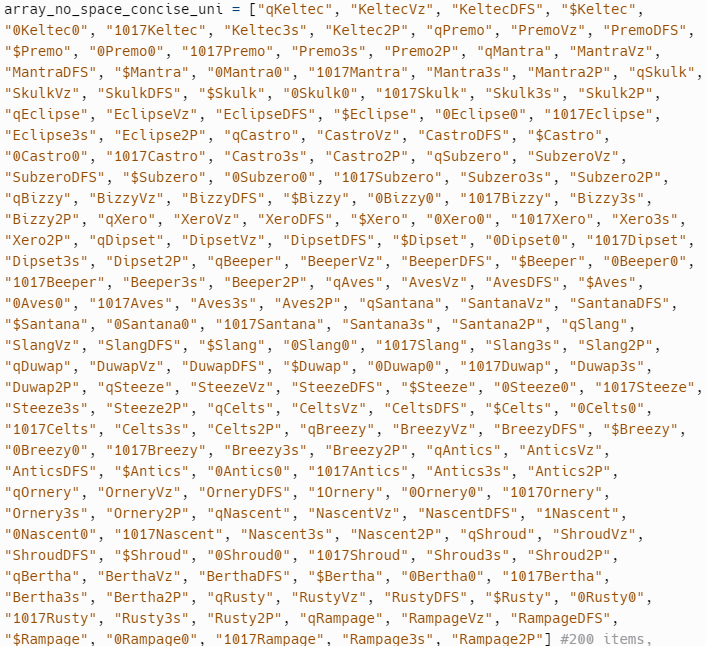 array_no_space_concise_uni = ["qKeltec", "KeltecVz", "KeltecDFS", "$Keltec",
"0Keltec0", "1017Keltec", "Keltec3s", "Keltec2P", "qPremo", "PremoVz", "PremoDFS",
"$Premo", "0Premo0", "1017Premo", "Premo3s", "Premo2P", "qMantra", "MantraVz",
"MantraDFS", "$Mantra", "0Mantra0", "1017Mantra", "Mantra3s", "Mantra2P", "qSkulk",
"SkulkVz", "SkulkDFS", "$Skulk", "0Skulk0", "1017Skulk", "Skulk3s", "Skulk2P",
"qEclipse", "EclipseVz", "EclipseDFS", "$Eclipse", "0Eclipse0", "1017Eclipse",
"Eclipse3s", "Eclipse2P", "qCastro", "CastroVz", "CastroDFS", "$Castro",
"0Castro0", "1017Castro", "Castro3s", "Castro2P", "qSubzero", "SubzeroVz",
"SubzeroDFS", "$Subzero", "0Subzero0", "1017Subzero", "Subzero3s", "Subzero2P",
"qBizzy", "BizzyVz", "BizzyDFS", "$Bizzy", "0Bizzy0", "1017Bizzy", "Bizzy3s",
"Bizzy2P", "qXero", "XeroVz", "XeroDFS", "$Xero", "0Xero0", "1017Xero", "Xero3s",
"Xero2P", "qDipset", "DipsetVz", "DipsetDFS", "$Dipset", "0Dipset0", "1017Dipset",
"Dipset3s", "Dipset2P", "qBeeper", "BeeperVz", "BeeperDFS", "$Beeper", "0Beeper0",
"1017Beeper", "Beeper3s", "Beeper2P", "qAves", "AvesVz", "AvesDFS", "$Aves",
"0Aves0", "1017Aves", "Aves3s", "Aves2P", "qSantana", "SantanaVz", "SantanaDFS",
"$Santana", "0Santana0", "1017Santana", "Santana3s", "Santana2P", "qSlang",
"SlangVz", "SlangDFS", "$Slang", "0Slang0", "1017Slang", "Slang3s", "Slang2P",
"qDuwap", "DuwapVz", "DuwapDFS", "$Duwap", "0Duwap0", "1017Duwap", "Duwap3s",
"Duwap2P", "qSteeze", "SteezeVz", "SteezeDFS", "$Steeze", "0Steeze0", "1017Steeze",
"Steeze3s", "Steeze2P", "qCelts", "CeltsVz", "CeltsDFS", "$Celts", "0Celts0",
"1017Celts", "Celts3s", "Celts2P", "qBreezy", "BreezyVz", "BreezyDFS", "$Breezy",
"0Breezy0", "1017Breezy", "Breezy3s", "Breezy2P", "qAntics", "AnticsVz",
"AnticsDFS", "$Antics", "0Antics0", "1017Antics", "Antics3s", "Antics2P",
"qOrnery", "OrneryVz", "OrneryDFS", "1Ornery", "0Ornery0", "1017Ornery",
"Ornery3s", "Ornery2P", "qNascent", "NascentVz", "NascentDFS", "1Nascent",
"0Nascent0", "1017Nascent", "Nascent3s", "Nascent2P", "qShroud", "ShroudVz",
"ShroudDFS", "$Shroud", "0Shroud0", "1017Shroud", "Shroud3s", "Shroud2P",
"qBertha", "BerthaVz", "BerthaDFS", "$Bertha", "0Bertha0", "1017Bertha",
"Bertha3s", "Bertha2P", "qRusty", "RustyVz", "RustyDFS", "$Rusty", "0Rusty0",
"1017Rusty", "Rusty3s", "Rusty2P", "qRampage", "RampageVz", "RampageDFS",
"$Rampage", "0Rampage0", "1017Rampage", "Rampage3s", "Rampage2P"] #200 items,